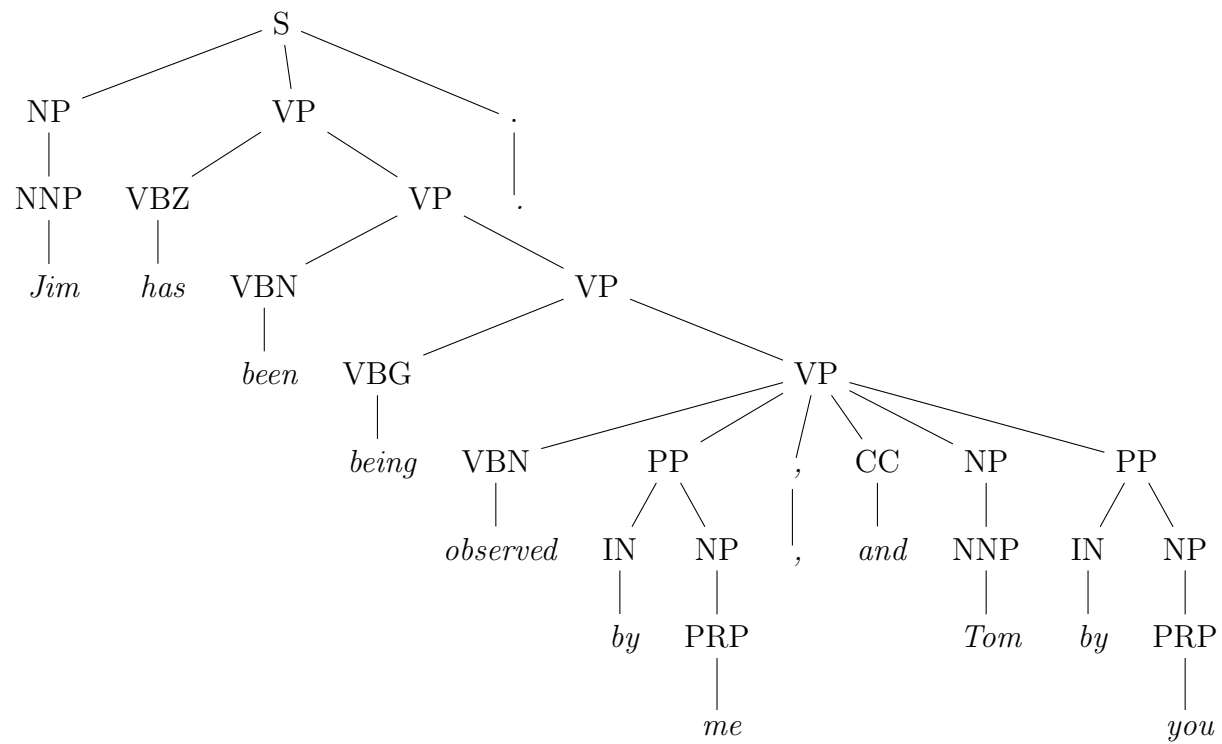 S
NP VP .
NNP VBZ VP .
Jim has VBN VP
been VBG VP
being VBN PP , CC NP PP
observed IN NP , and NNP IN NP
by PRP Tom by PRP
me you